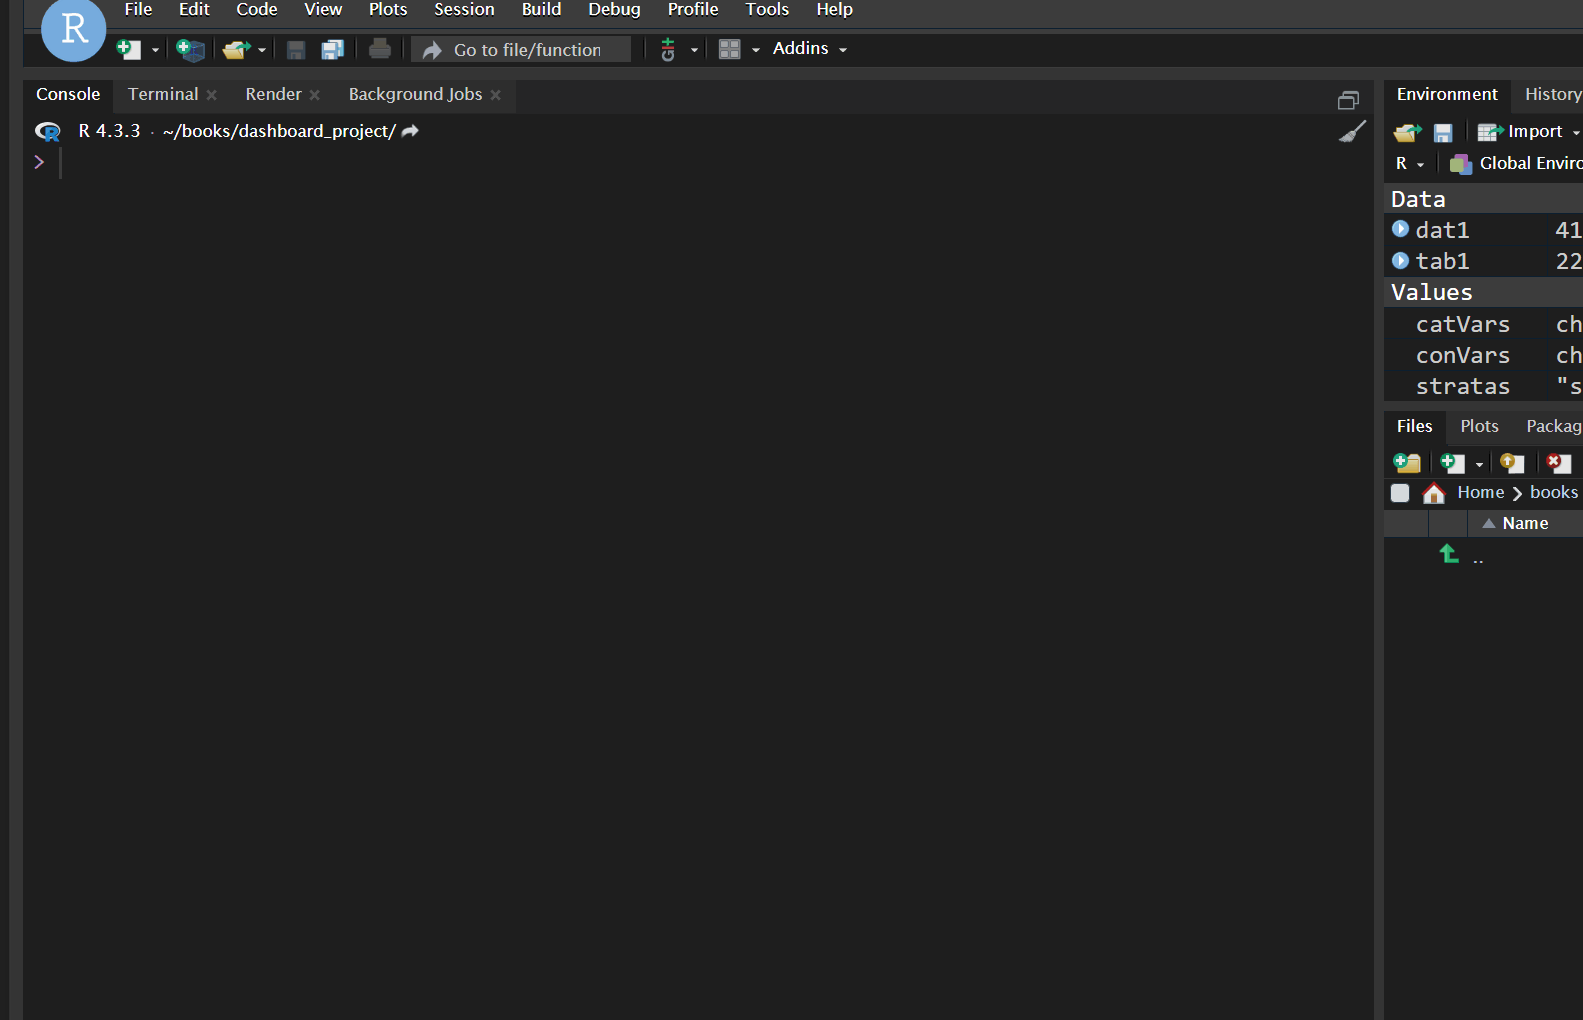 File Edit Code View Plots Session Build Debug Profile Tools Help
R
Go to file/function
Git
Addins
Console Terminal Render Background Jobs
R 4.3.3 · ~/books/dashboard_project/
>
Environment History
Import
R
Global Enviro
Data
dat1 41
tab1 22
Values
catVars ch
conVars ch
stratas "s
Files Plots Packag
Home books
Name
..